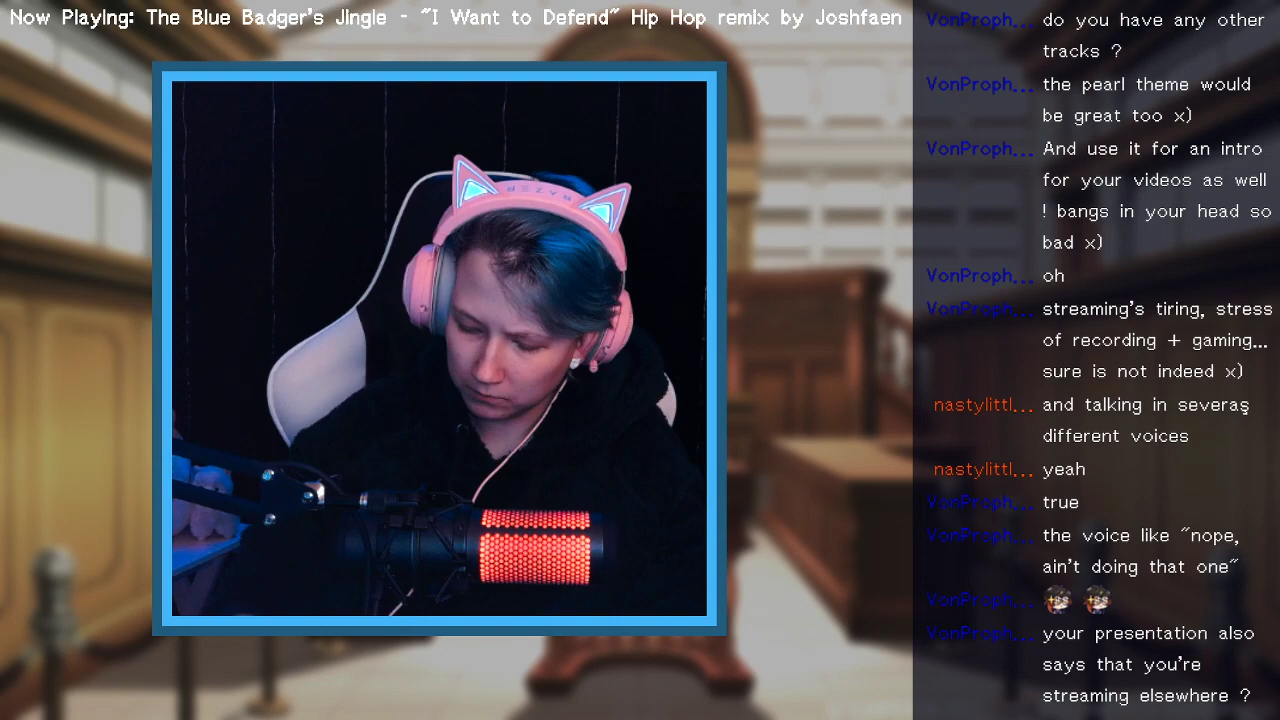 Now Playing: The Blue Badger's Jingle - "I Want to Defend" Hip Hop remix by Joshfaen
RAZER
VonProph... do you have any other
tracks ?
VonProph... the pearl theme would
be great too x)
VonProph... And use it for an intro
for your videos as well
! bangs in your head so
bad x)
VonProph... oh
VonProph... streaming's tiring, stress
of recording + gaming...
sure is not indeed x)
nastylittl... and talking in severaş
different voices
nastylittl... yeah
VonProph... true
VonProph... the voice like "nope,
ain't doing that one"
VonProph...
VonProph... your presentation also
says that you're
streaming elsewhere ?